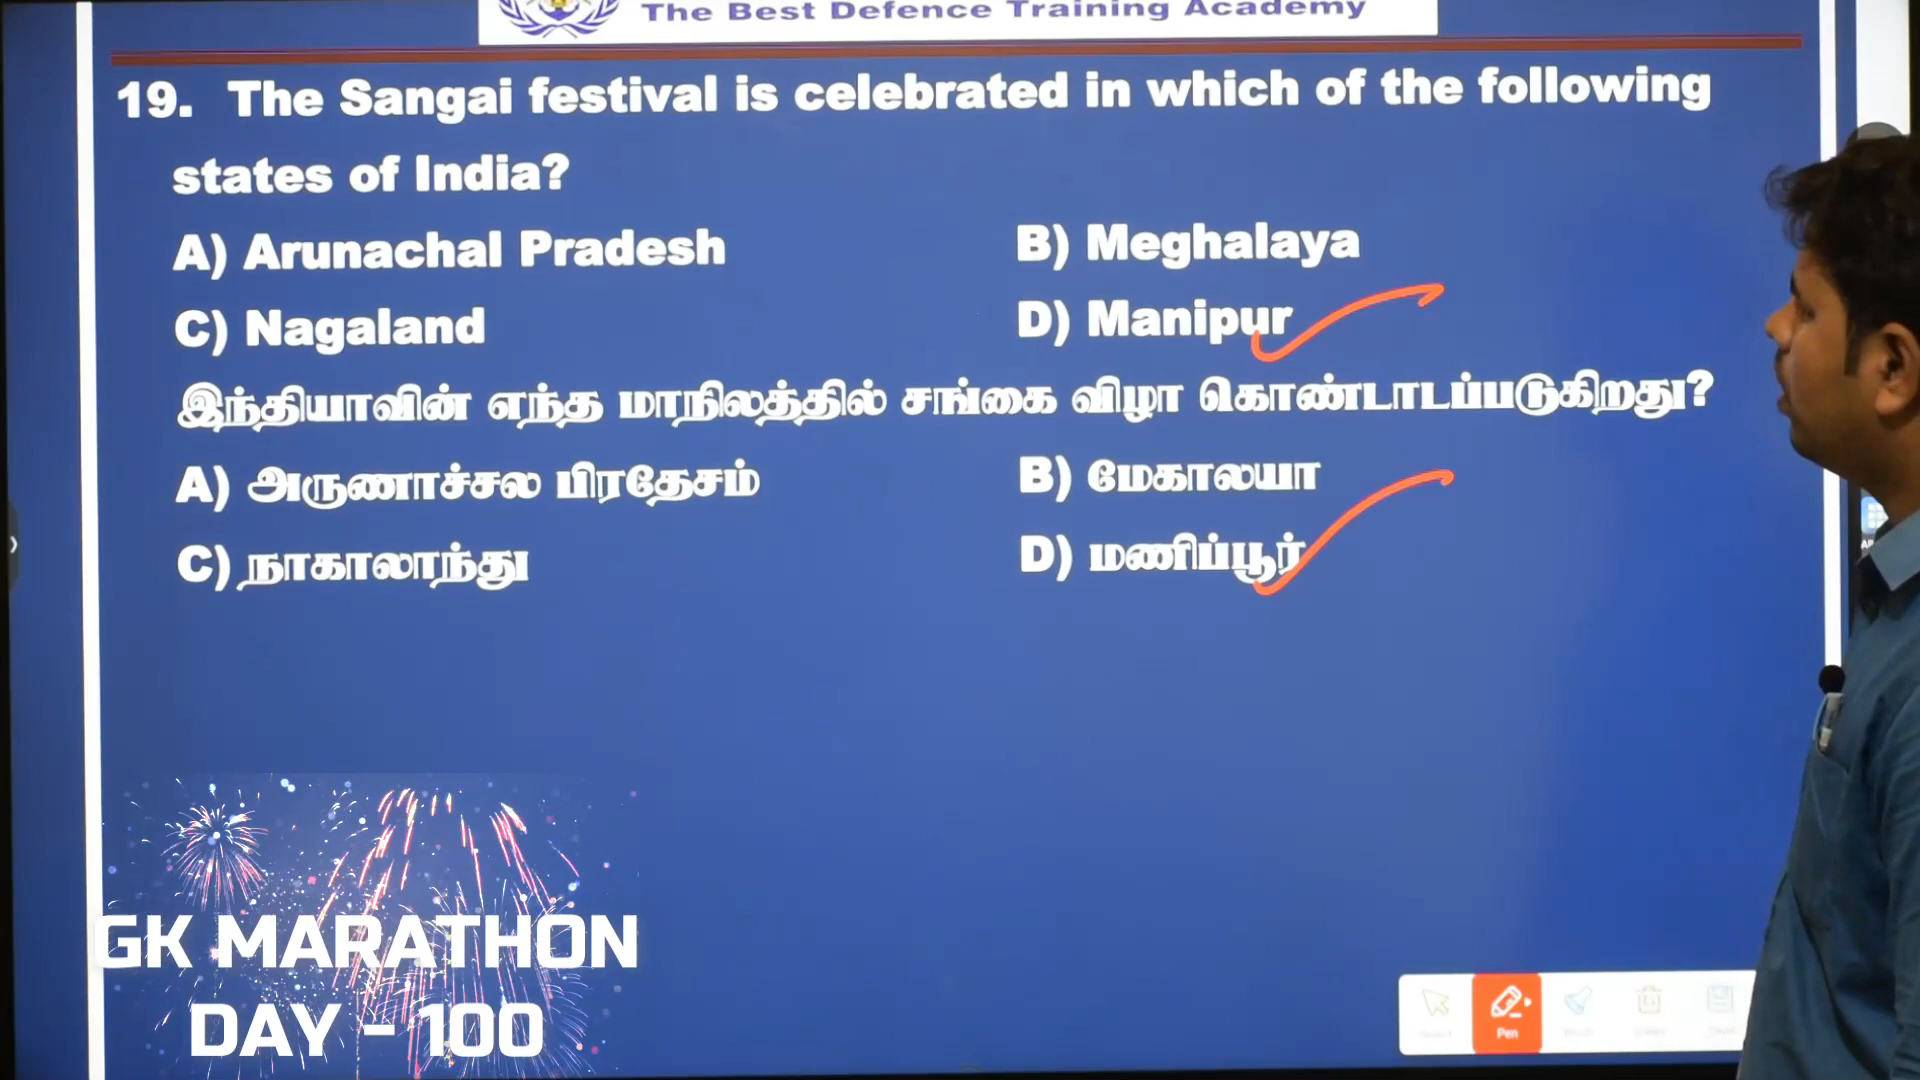 The Best Defence Training Academy
19. The Sangai festival is celebrated in which of the following
states of India?
A) Arunachal Pradesh B) Meghalaya
C) Nagaland D) Manipur
இந்தியாவின் எந்த மாநிலத்தில் சங்கை விழா கொண்டாடப்படுகிறது?
A) அருணாச்சல பிரதேசம் B) மேகாலயா
C) நாகாலாந்து D) மணிப்பூர்
GK MARATHON
DAY - 100
Pen